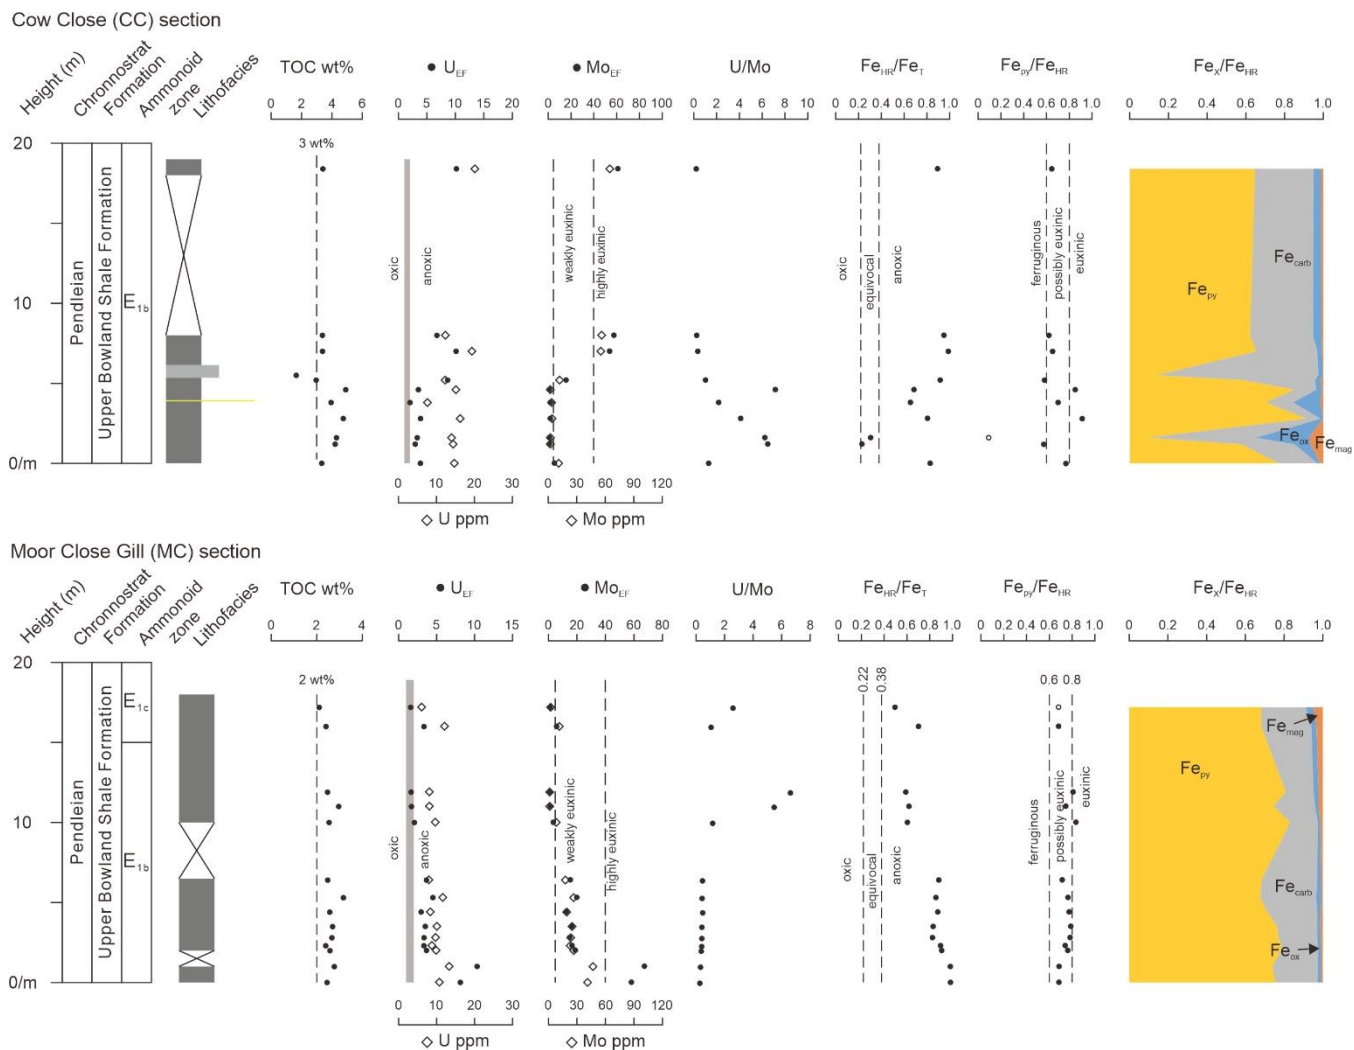 Cow Close (CC) section
Height (m)
Chronnostrat
Formation
Ammonoid
zone
Lithofacies
TOC wt%
● U_EF
● Mo_EF
U/Mo
Fe_HR/Fe_T
Fe_py/Fe_HR
Fe_X/Fe_HR
0 2 4 6
0 5 10 15 20
0 20 40 60 80 100
0 2 4 6 8 10
0 0.2 0.4 0.6 0.8 1.0
0 0.2 0.4 0.6 0.8 1.0
0 0.2 0.4 0.6 0.8 1.0
20
10
0/m
Pendleian
Upper Bowland Shale Formation
E_1b
3 wt%
oxic
anoxic
weakly euxinic
highly euxinic
oxic
equivocal
anoxic
ferruginous
possibly euxinic
euxinic
Fe_py
Fe_carb
Fe_ox
Fe_mag
0 10 20 30
◇ U ppm
0 30 60 90 120
◇ Mo ppm
Moor Close Gill (MC) section
Height (m)
Chronnostrat
Formation
Ammonoid
zone
Lithofacies
TOC wt%
● U_EF
● Mo_EF
U/Mo
Fe_HR/Fe_T
Fe_py/Fe_HR
Fe_X/Fe_HR
0 2 4
0 5 10 15
0 20 40 60 80
0 2 4 6 8
0 0.2 0.4 0.6 0.8 1.0
0 0.2 0.4 0.6 0.8 1.0
0 0.2 0.4 0.6 0.8 1.0
20
10
0/m
Pendleian
Upper Bowland Shale Formation
E_1c
E_1b
2 wt%
oxic
anoxic
weakly euxinic
highly euxinic
0.22
0.38
oxic
equivocal
anoxic
0.6
0.8
ferruginous
possibly euxinic
euxinic
Fe_mag
Fe_py
Fe_carb
Fe_ox
0 10 20 30
◇ U ppm
0 30 60 90 120
◇ Mo ppm